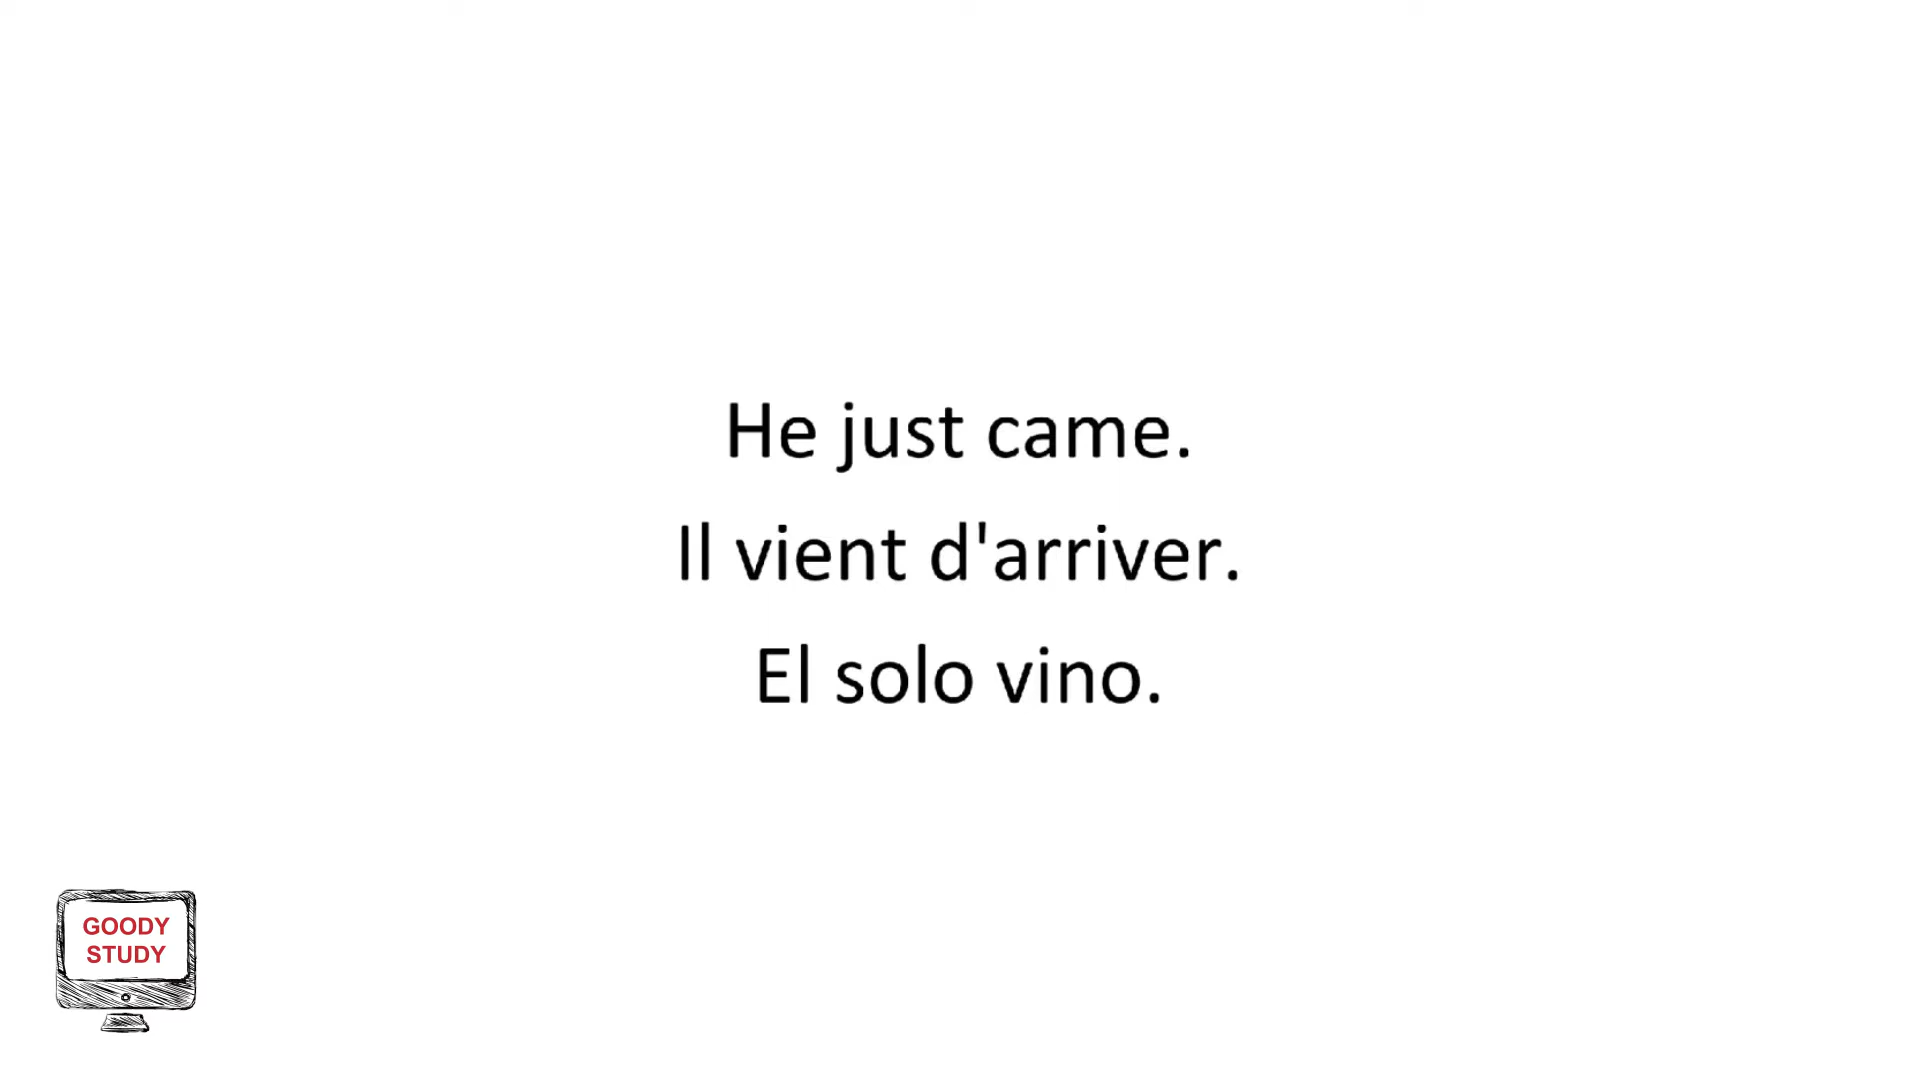 He just came.
Il vient d'arriver.
El solo vino.
GOODY
STUDY